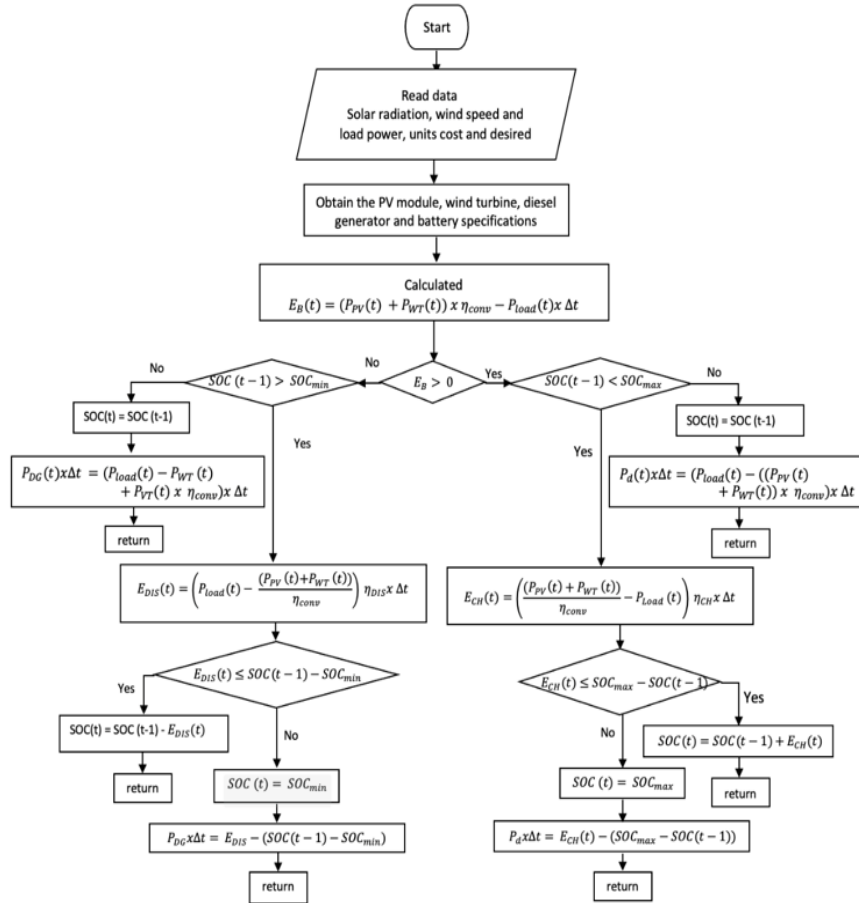 Start
Read data
Solar radiation, wind speed and
load power, units cost and desired
Obtain the PV module, wind turbine, diesel
generator and battery specifications
Calculated
E_B(t) = (P_PV(t) + P_WT(t)) x η_conv − P_load(t)x Δt
No
SOC (t − 1) > SOC_min
No
E_B > 0
Yes
SOC(t − 1) < SOC_max
No
SOC(t) = SOC (t-1)
Yes
Yes
SOC(t) = SOC (t-1)
P_DG(t)xΔt = (P_load(t) − P_WT (t)
+ P_VT(t) x η_conv)x Δt
P_d(t)xΔt = (P_load(t) − ((P_PV(t)
+ P_WT(t)) x η_conv)x Δt
return
return
E_DIS(t) = (P_load(t) − (P_PV(t)+P_WT(t))/η_conv) η_DIS x Δt
E_CH(t) = ((P_PV(t) + P_WT(t))/η_conv − P_Load(t)) η_CH x Δt
E_DIS(t) ≤ SOC(t − 1) − SOC_min
E_CH(t) ≤ SOC_max − SOC(t − 1)
Yes
Yes
SOC(t) = SOC (t-1) - E_DIS(t)
No
No
SOC(t) = SOC(t − 1) + E_CH(t)
return
SOC (t) = SOC_min
SOC (t) = SOC_max
return
P_DG xΔt = E_DIS − (SOC(t − 1) − SOC_min)
P_d xΔt = E_CH(t) − (SOC_max − SOC(t − 1))
return
return